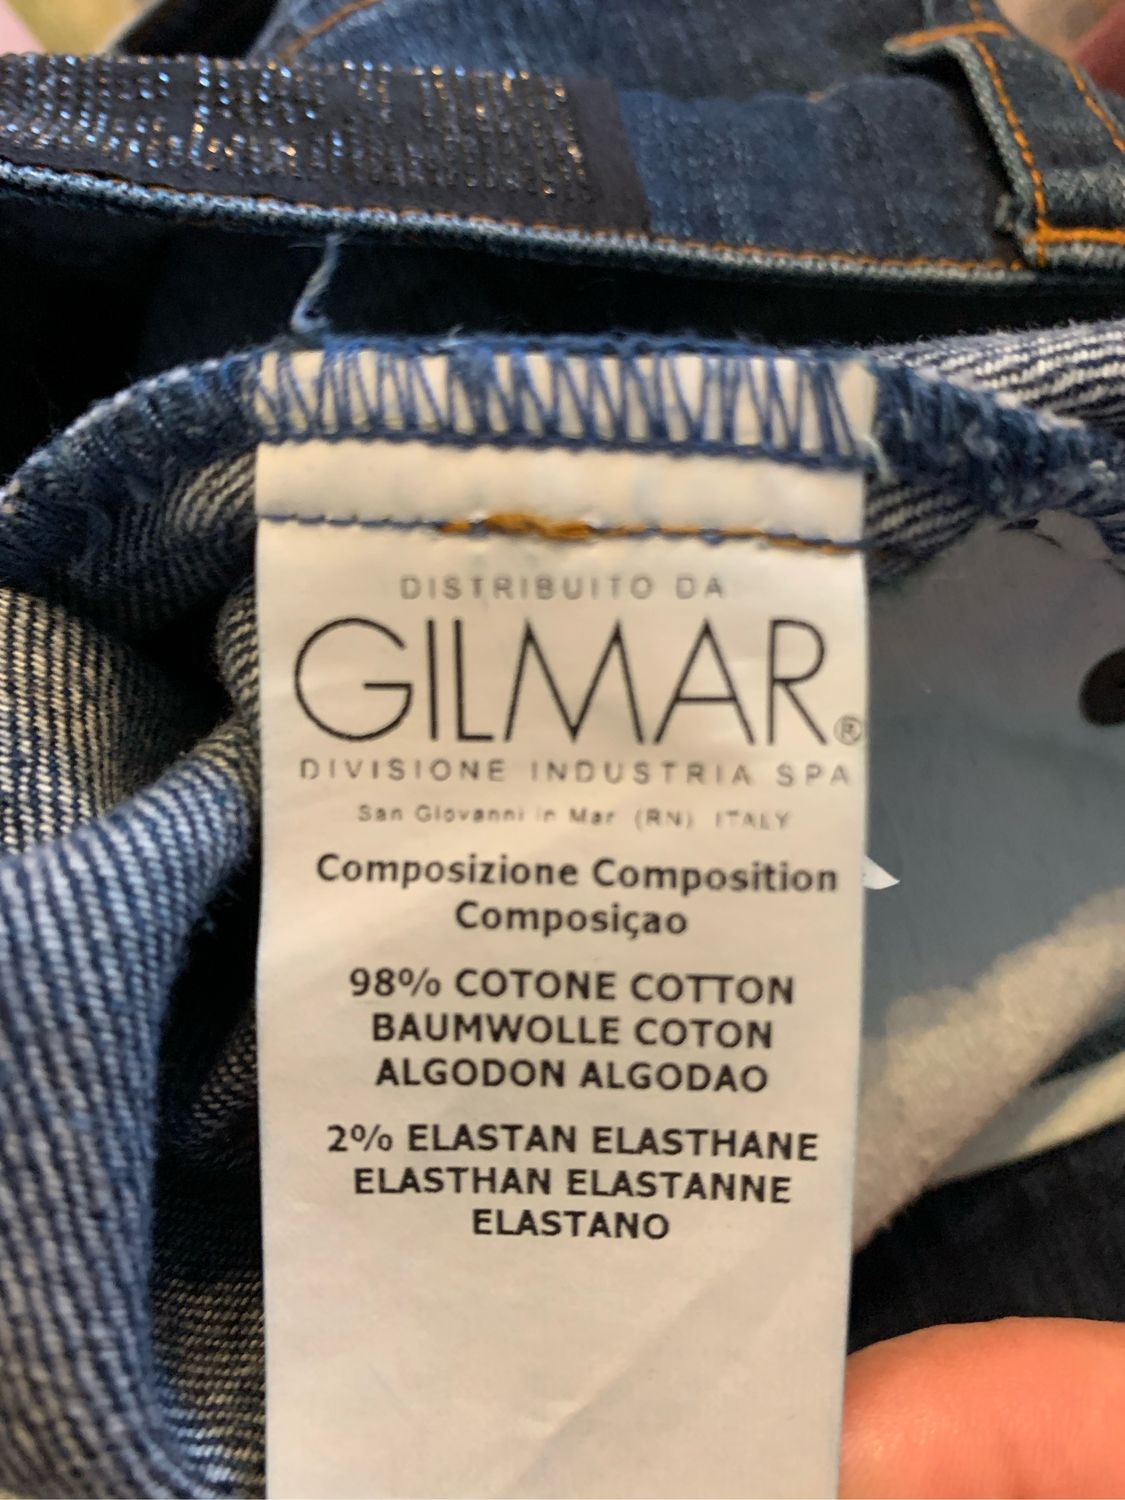 DISTRIBUITO DA
GILMAR®
DIVISIONE INDUSTRIA SPA
San Giovanni in Mar (RN) ITALY
Composizione Composition
Composiçao
98% COTONE COTTON
BAUMWOLLE COTON
ALGODON ALGODAO
2% ELASTAN ELASTHANE
ELASTHAN ELASTANNE
ELASTANO